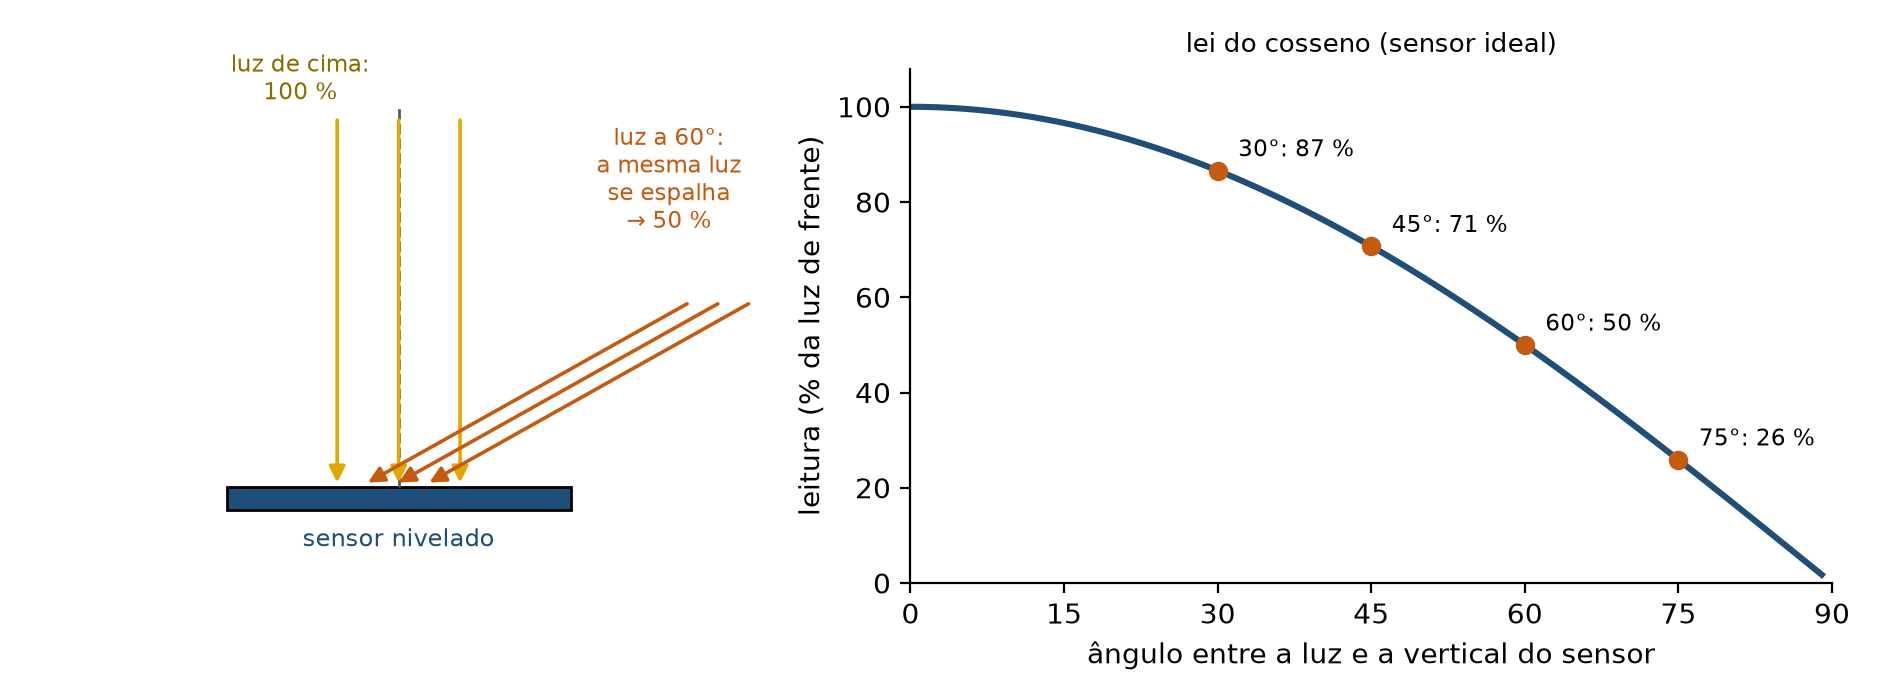 luz de cima:
100 %
luz a 60°:
a mesma luz
se espalha
→ 50 %
sensor nivelado
lei do cosseno (sensor ideal)
leitura (% da luz de frente)
100
80
60
40
20
0
30°: 87 %
45°: 71 %
60°: 50 %
75°: 26 %
0 15 30 45 60 75 90
ângulo entre a luz e a vertical do sensor